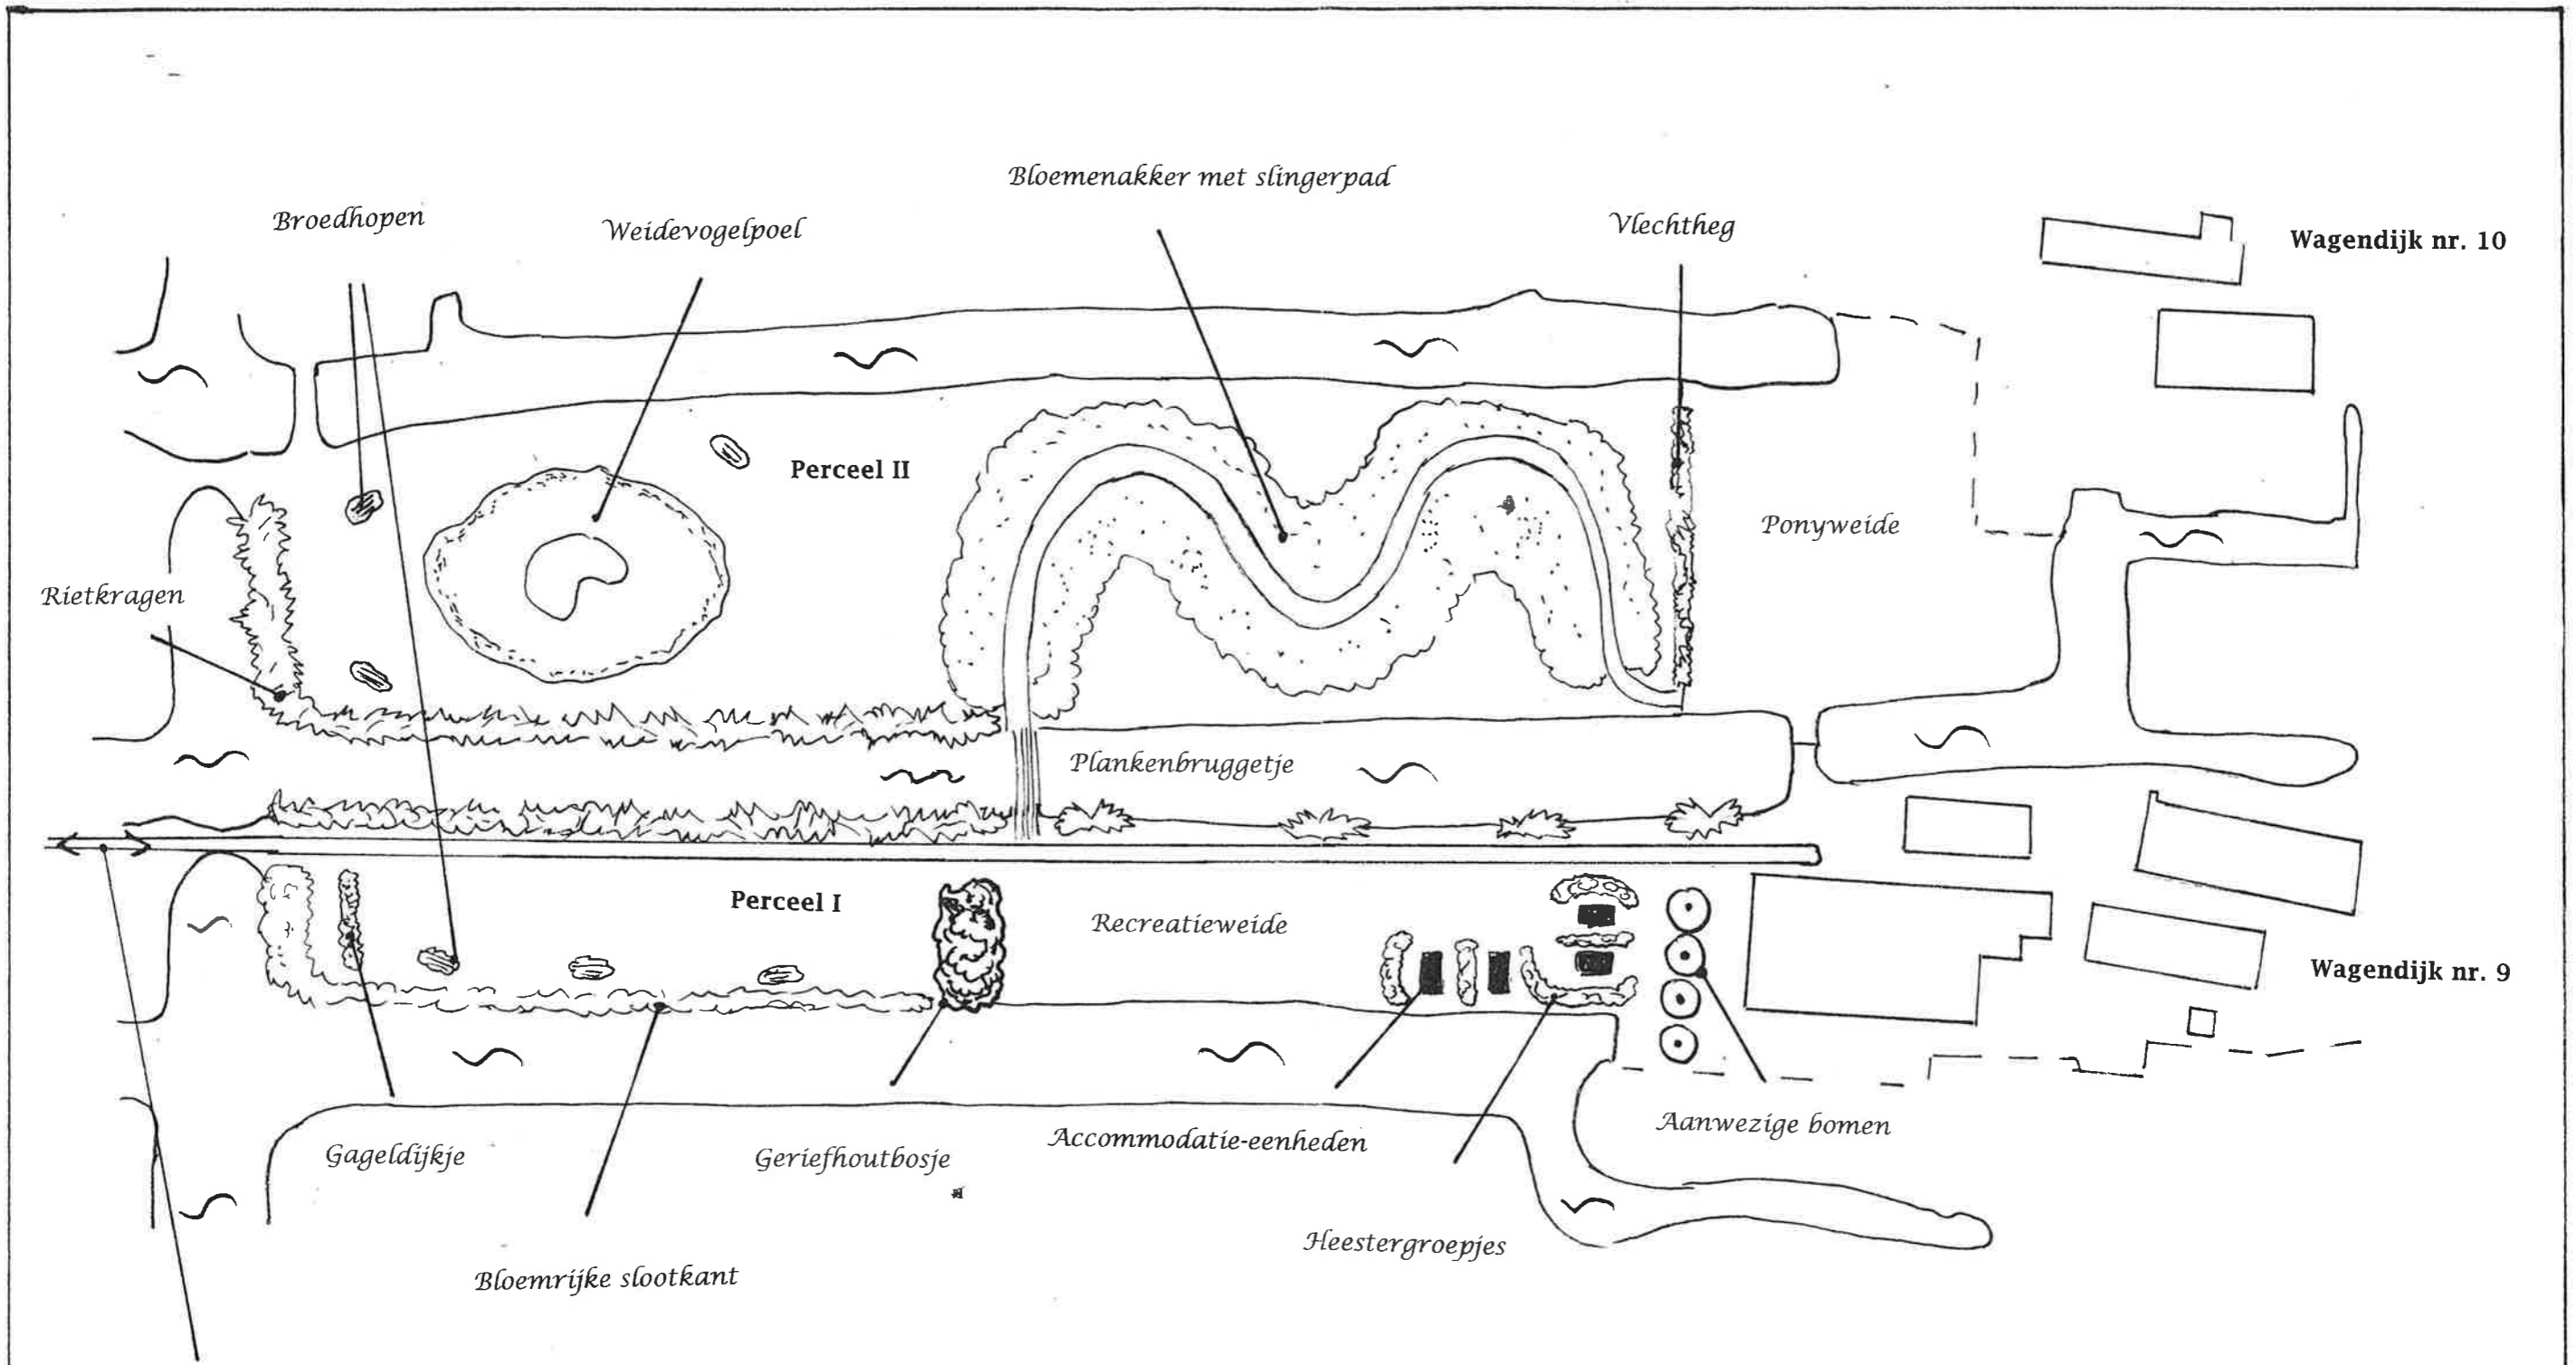 Bloemenakker met slingerpad
Broedhopen
Weidevogelpoel
Vlechtheg
Wagendijk nr. 10
Perceel II
Ponyweide
Rietkragen
Plankenbruggetje
Perceel I
Recreatieweide
Wagendijk nr. 9
Gageldijkje
Geriefhoutbosje
Accommodatie-eenheden
Aanwezige bomen
Bloemrijke slootkant
Heestergroepjes